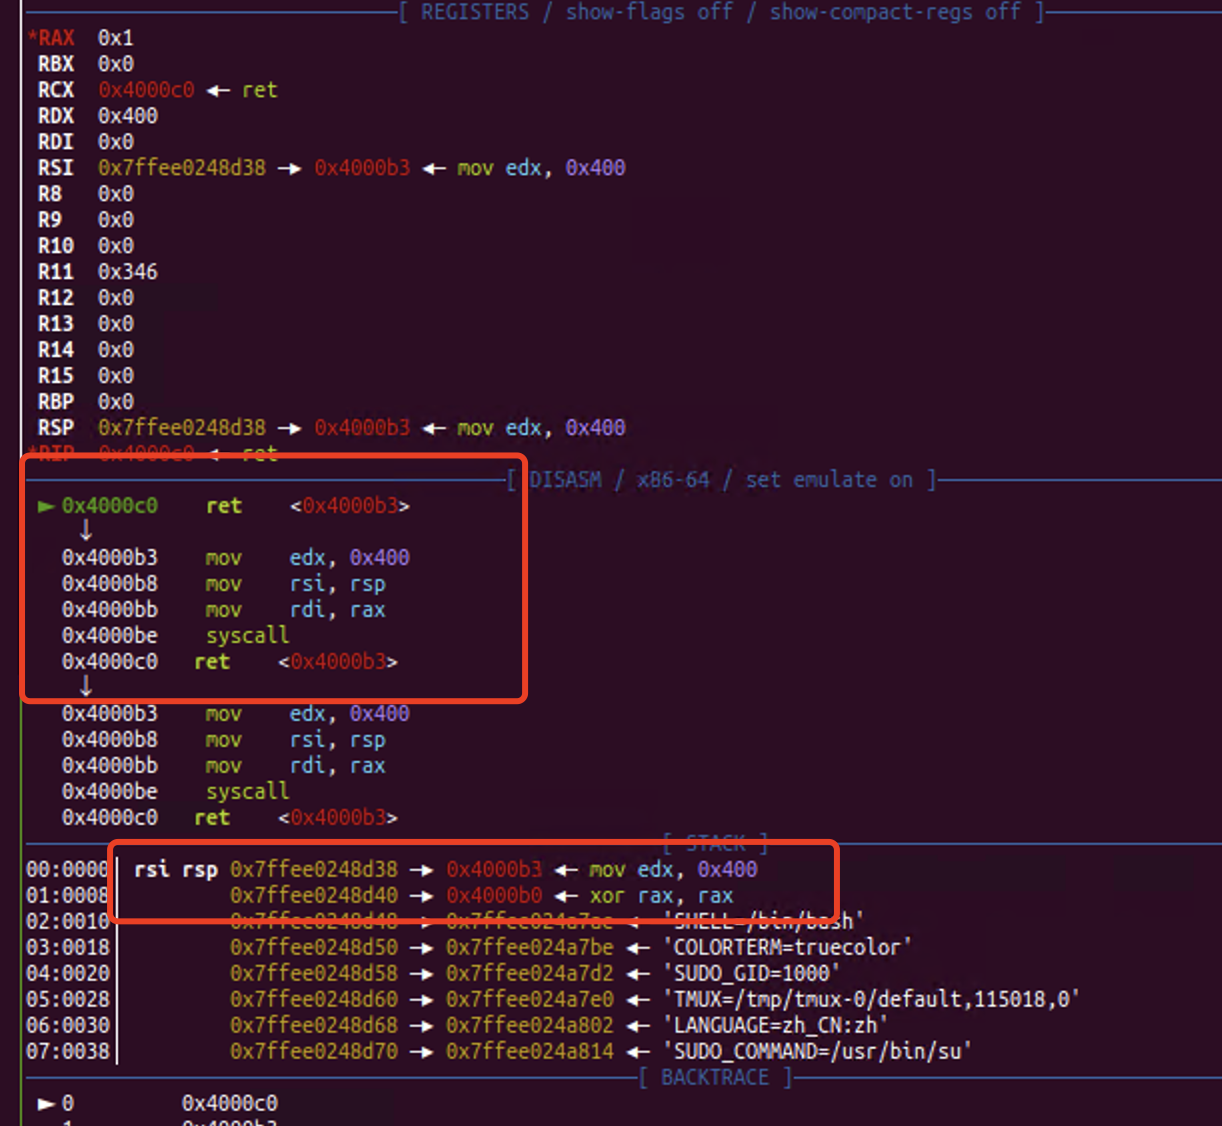 [ REGISTERS / show-flags off / show-compact-regs off ]
*RAX 0x1
RBX 0x0
RCX 0x4000c0 ← ret
RDX 0x400
RDI 0x0
RSI 0x7ffee0248d38 → 0x4000b3 ← mov edx, 0x400
R8 0x0
R9 0x0
R10 0x0
R11 0x346
R12 0x0
R13 0x0
R14 0x0
R15 0x0
RBP 0x0
RSP 0x7ffee0248d38 → 0x4000b3 ← mov edx, 0x400
*RIP 0x4000c0 ← ret
[ DISASM / x86-64 / set emulate on ]
► 0x4000c0 ret <0x4000b3>
↓
0x4000b3 mov edx, 0x400
0x4000b8 mov rsi, rsp
0x4000bb mov rdi, rax
0x4000be syscall
0x4000c0 ret <0x4000b3>
↓
0x4000b3 mov edx, 0x400
0x4000b8 mov rsi, rsp
0x4000bb mov rdi, rax
0x4000be syscall
0x4000c0 ret <0x4000b3>
[ STACK ]
00:0000│ rsi rsp 0x7ffee0248d38 → 0x4000b3 ← mov edx, 0x400
01:0008│ 0x7ffee0248d40 → 0x4000b0 ← xor rax, rax
02:0010│ 0x7ffee0248d48 → 0x7ffee024a7ae ← 'SHELL=/bin/bash'
03:0018│ 0x7ffee0248d50 → 0x7ffee024a7be ← 'COLORTERM=truecolor'
04:0020│ 0x7ffee0248d58 → 0x7ffee024a7d2 ← 'SUDO_GID=1000'
05:0028│ 0x7ffee0248d60 → 0x7ffee024a7e0 ← 'TMUX=/tmp/tmux-0/default,115018,0'
06:0030│ 0x7ffee0248d68 → 0x7ffee024a802 ← 'LANGUAGE=zh_CN:zh'
07:0038│ 0x7ffee0248d70 → 0x7ffee024a814 ← 'SUDO_COMMAND=/usr/bin/su'
[ BACKTRACE ]
► 0 0x4000c0
1 0x4000b3